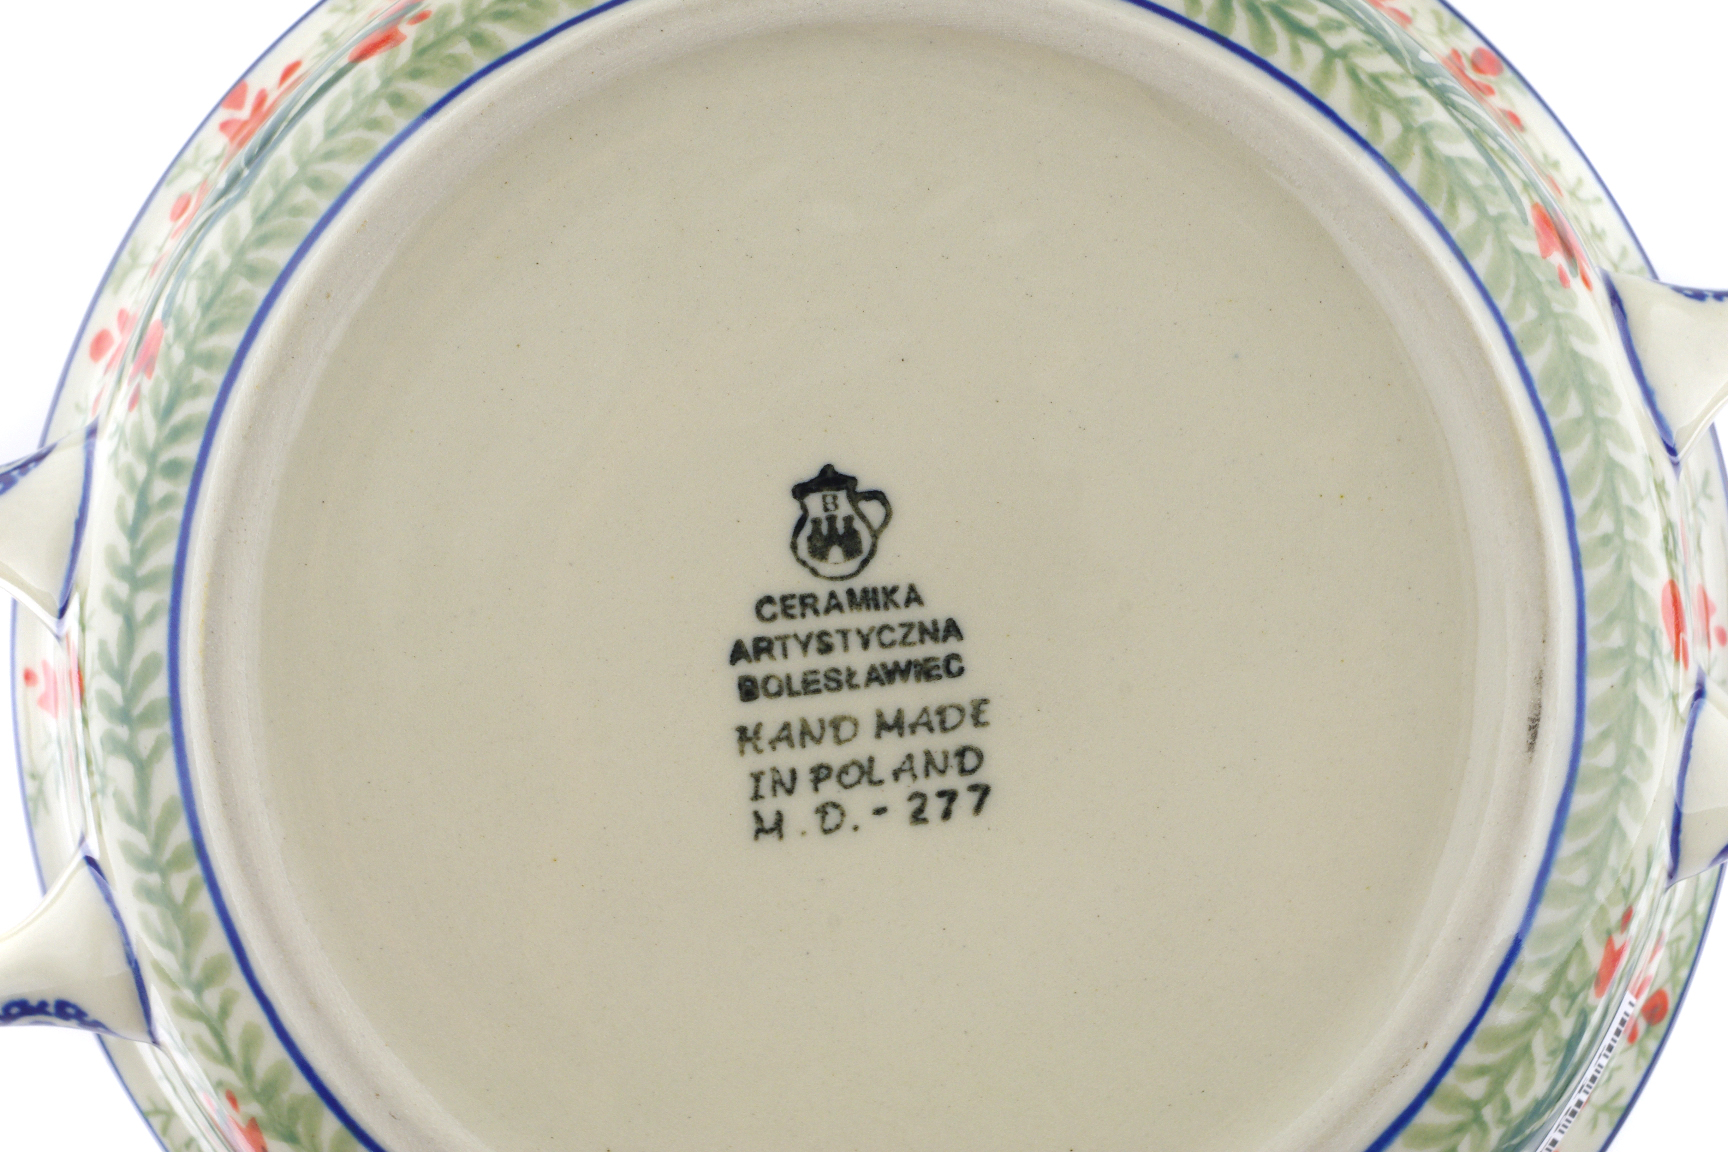 B
CERAMIKA
ARTYSTYCZNA
BOLESŁAWIEC
HAND MADE
IN POLAND
M.D.-277